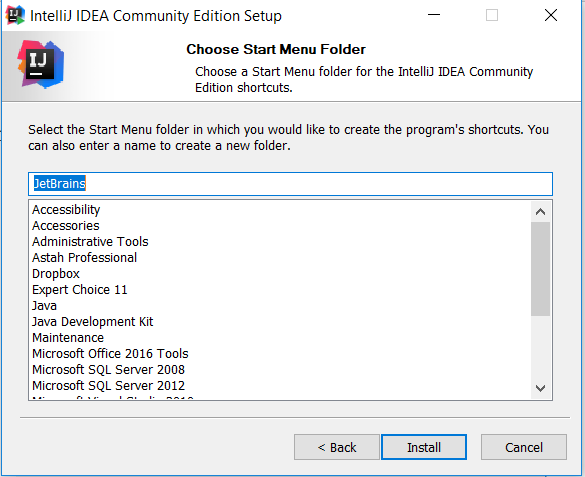 IntelliJ IDEA Community Edition Setup
IJ
Choose Start Menu Folder
Choose a Start Menu folder for the IntelliJ IDEA Community
Edition shortcuts.
Select the Start Menu folder in which you would like to create the program's shortcuts. You
can also enter a name to create a new folder.
JetBrains
Accessibility
Accessories
Administrative Tools
Astah Professional
Dropbox
Expert Choice 11
Java
Java Development Kit
Maintenance
Microsoft Office 2016 Tools
Microsoft SQL Server 2008
Microsoft SQL Server 2012
Microsoft Visual Studio 2010
< Back
Install
Cancel